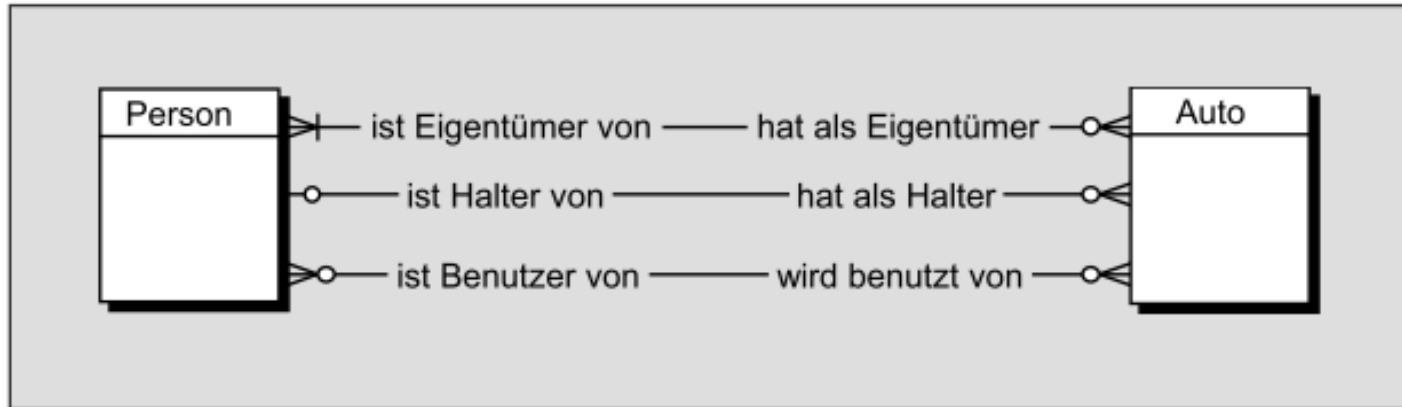 Person
Auto
ist Eigentümer von hat als Eigentümer
ist Halter von hat als Halter
ist Benutzer von wird benutzt von